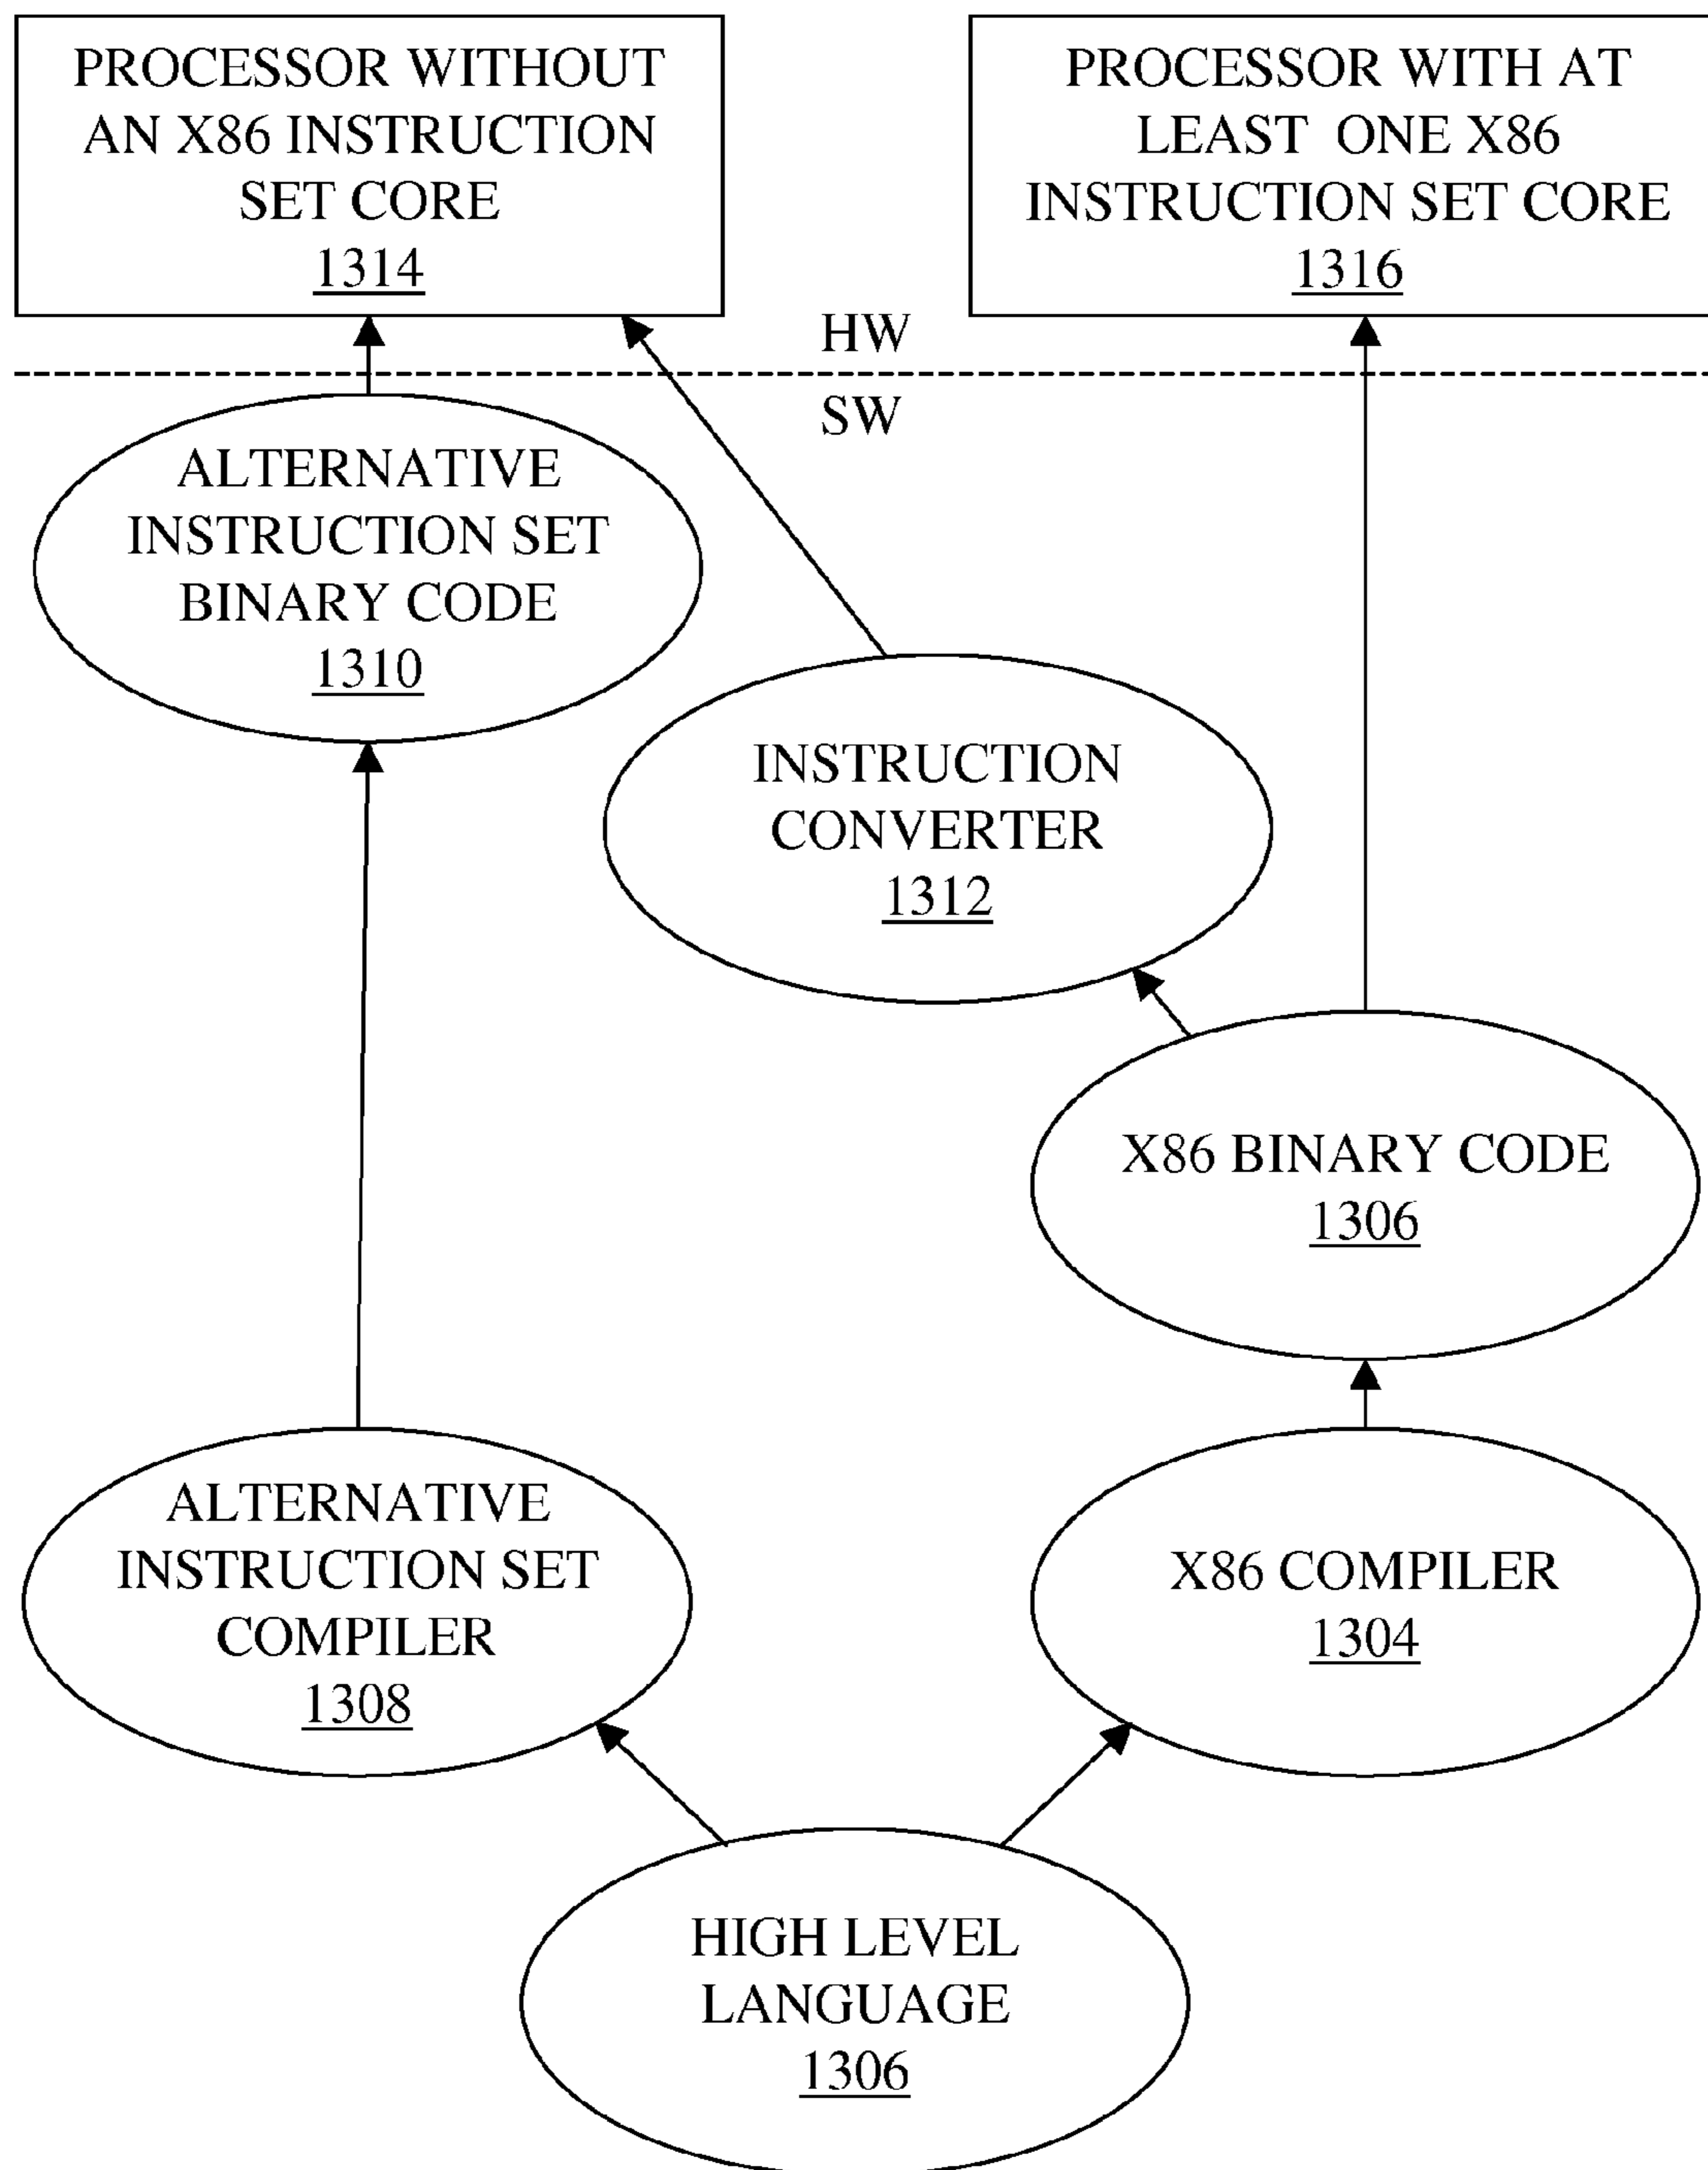 PROCESSOR WITHOUT
AN X86 INSTRUCTION
SET CORE
1314
PROCESSOR WITH AT
LEAST ONE X86
INSTRUCTION SET CORE
1316
HW
SW
ALTERNATIVE
INSTRUCTION SET
BINARY CODE
1310
INSTRUCTION
CONVERTER
1312
X86 BINARY CODE
1306
ALTERNATIVE
INSTRUCTION SET
COMPILER
1308
X86 COMPILER
1304
HIGH LEVEL
LANGUAGE
1306